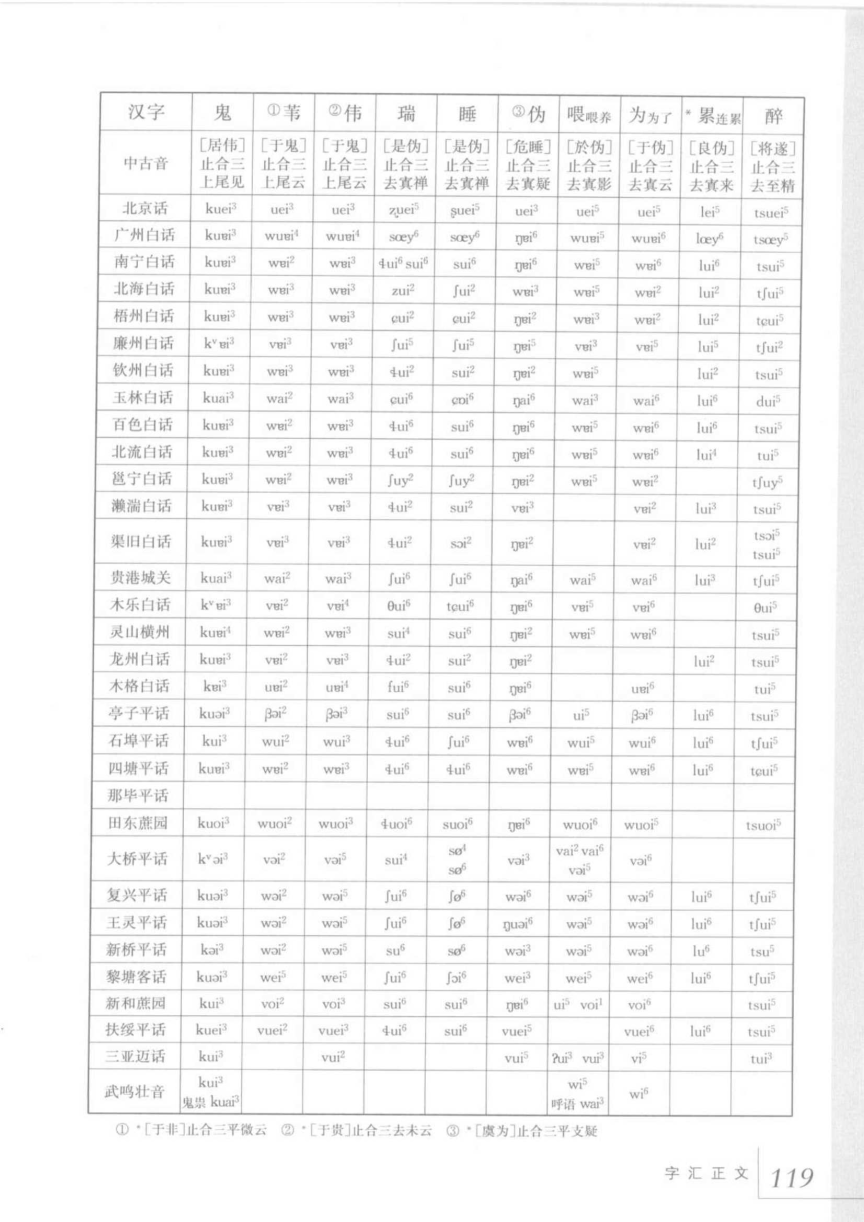 汉字 鬼 ①苇 ②伟 瑞 睡 ③伪 喂喂养 为为了 *累连累 醉
中古音 [居伟]止合三上尾见 [于鬼]止合三上尾云 [于鬼]止合三上尾云 [是伪]止合三去寘禅 [是伪]止合三去寘禅 [危睡]止合三去寘疑 [於伪]止合三去寘影 [于伪]止合三去寘云 [良伪]止合三去寘来 [将遂]止合三去至精
北京话 kuei³ uei³ uei³ ʐuei⁵ ʂuei⁵ uei³ uei⁵ uei⁵ lei⁵ tsuei⁵
广州白话 kuɐi³ wuɐi⁴ wuɐi⁴ sœy⁶ sœy⁶ ŋɐi⁶ wuɐi⁵ wuɐi⁶ lœy⁶ tsœy⁵
南宁白话 kuɐi³ wɐi² wɐi³ ɬui⁶ sui⁶ sui⁶ ŋɐi⁶ wɐi⁵ wɐi⁶ lui⁶ tsui⁵
北海白话 kuɐi³ wɐi³ wɐi³ zui² ʃui² wɐi³ wɐi⁵ wɐi² lui² tʃui⁵
梧州白话 kuɐi³ wɐi³ wɐi³ ɕui² ɕui² ŋɐi² wɐi³ wɐi² lui² tɕui⁵
廉州白话 kᵛɐi³ vɐi³ vɐi³ ʃui⁵ ʃui⁵ ŋɐi⁵ vɐi³ vɐi⁵ lui⁵ tʃui²
钦州白话 kuɐi³ wɐi³ wɐi³ ɬui² sui² ŋɐi² wɐi⁵ lui² tsui⁵
玉林白话 kuai³ wai² wai³ ɕui⁶ ɕɒi⁶ ŋai⁶ wai³ wai⁶ lui⁶ dui⁵
百色白话 kuɐi³ wɐi² wɐi³ ɬui⁶ sui⁶ ŋɐi⁶ wɐi⁵ wɐi⁶ lui⁶ tsui⁵
北流白话 kuɐi³ wɐi² wɐi³ ɬui⁶ sui⁶ ŋɐi⁶ wɐi⁵ wɐi⁶ lui⁴ tui⁵
邕宁白话 kuɐi³ wɐi² wɐi³ ʃuy² ʃuy² ŋɐi² wɐi⁵ wɐi² tʃuy⁵
濑湍白话 kuɐi³ vɐi³ vɐi³ ɬui² sui² vɐi³ vɐi² lui³ tsui⁵
渠旧白话 kuɐi³ vɐi³ vɐi³ ɬui² sɔi² ŋɐi² vɐi² lui² tsɔi⁵ tsui⁵
贵港城关 kuai³ wai² wai³ ʃui⁶ ʃui⁶ ŋai⁶ wai⁵ wai⁶ lui³ tʃui⁵
木乐白话 kᵛɐi³ vɐi² vɐi⁴ θui⁶ tɕui⁶ ŋɐi⁶ vɐi⁵ vɐi⁶ θui⁵
灵山横州 kuɐi⁴ wɐi² wɐi³ sui⁴ sui⁶ ŋɐi² wɐi⁵ wɐi⁶ tsui⁵
龙州白话 kuɐi³ vɐi² vɐi³ ɬui² sui² ŋɐi² lui² tsui⁵
木格白话 kɐi³ uɐi² uɐi⁴ fui⁶ sui⁶ ŋɐi⁶ uɐi⁶ tui⁵
亭子平话 kuəi³ βəi² βəi³ sui⁶ sui⁶ βəi⁶ ui⁵ βəi⁶ lui⁶ tsui⁵
石埠平话 kui³ wui² wui³ ɬui⁶ ʃui⁶ wɐi⁶ wui⁵ wui⁶ lui⁶ tʃui⁵
四塘平话 kuɐi³ wɐi² wɐi³ ɬui⁶ ɬui⁶ wɐi⁶ wɐi⁵ wɐi⁶ lui⁶ tɕui⁵
那毕平话
田东蔗园 kuoi³ wuoi² wuoi³ ɬuoi⁶ suoi⁶ ŋɐi⁶ wuoi⁶ wuoi⁵ tsuoi⁵
大桥平话 kᵛəi³ vəi² vəi⁵ sui⁴ sø⁴ sø⁶ vəi³ vai² vai⁶ vəi⁵ vəi⁶
复兴平话 kuəi³ wəi² wəi⁵ ʃui⁶ ʃø⁶ wəi⁶ wəi⁵ wəi⁶ lui⁶ tʃui⁵
王灵平话 kuəi³ wəi² wəi⁵ ʃui⁶ ʃø⁶ ŋuəi⁶ wəi⁵ wəi⁶ lui⁶ tʃui⁵
新桥平话 kəi³ wəi² wəi⁵ su⁶ sø⁶ wəi³ wəi⁵ wəi⁶ lu⁶ tsu⁵
黎塘客话 kuəi³ wei⁵ wei⁵ ʃui⁶ ʃɔi⁶ wei³ wei⁵ wei⁶ lui⁶ tʃui⁵
新和蔗园 kui³ voi² voi³ sui⁶ sui⁶ ŋɐi⁶ ui⁵ voi¹ voi⁶ tsui⁵
扶绥平话 kuei³ vuei² vuei³ ɬui⁶ sui⁶ vuei⁵ vuei⁶ lui⁶ tsui⁵
三亚迈话 kui³ vui² vui⁵ ʔui³ vui³ vi⁵ tui³
武鸣壮音 kui³ 鬼祟 kuai³ wi⁵ 呼语 wai³ wi⁶
① *[于非]止合三平微云 ② *[于贵]止合三去未云 ③ *[虞为]止合三平支疑
字汇正文 119